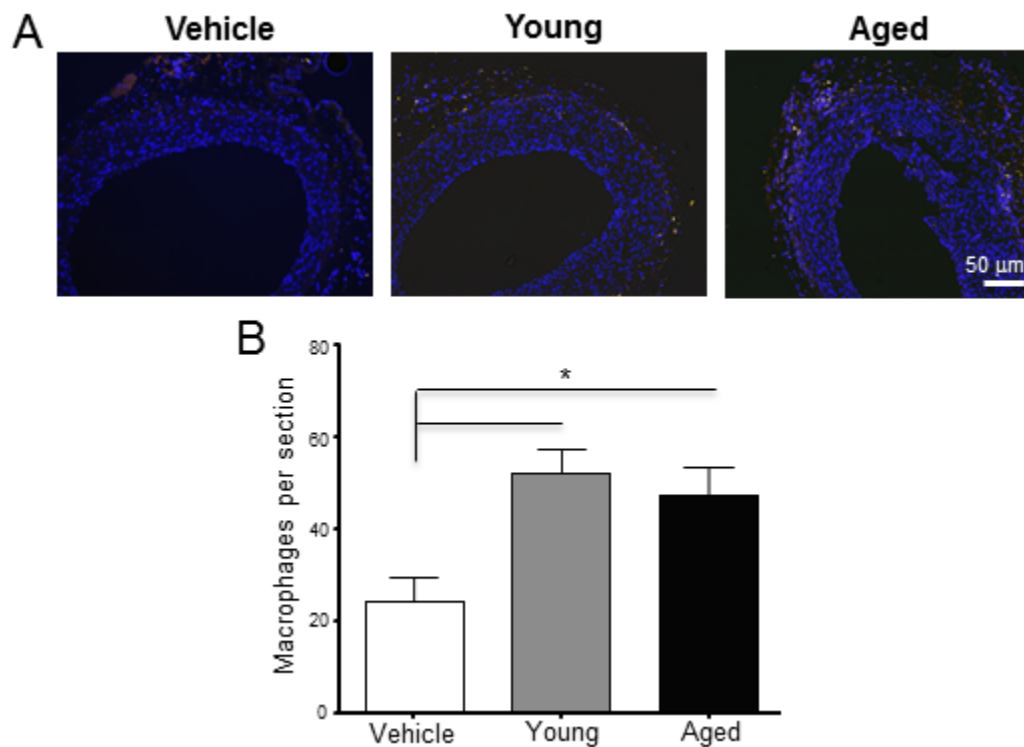 A
Vehicle Young Aged
50 µm
B
Macrophages per section
80
60
40
20
0
*
Vehicle Young Aged